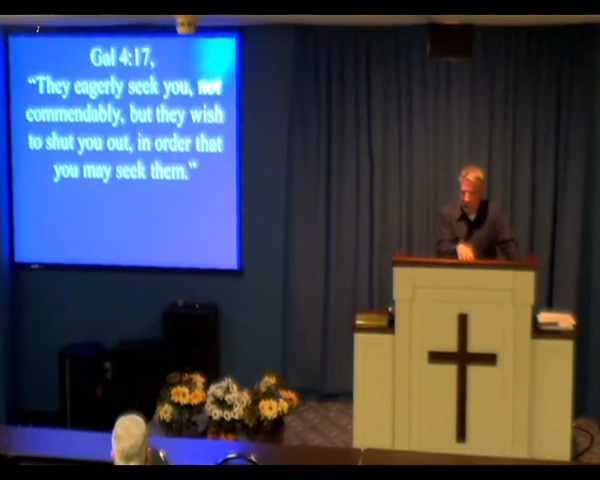 Gal 4:17,
“They eagerly seek you, not
commendably, but they wish
to shut you out, in order that
you may seek them.”